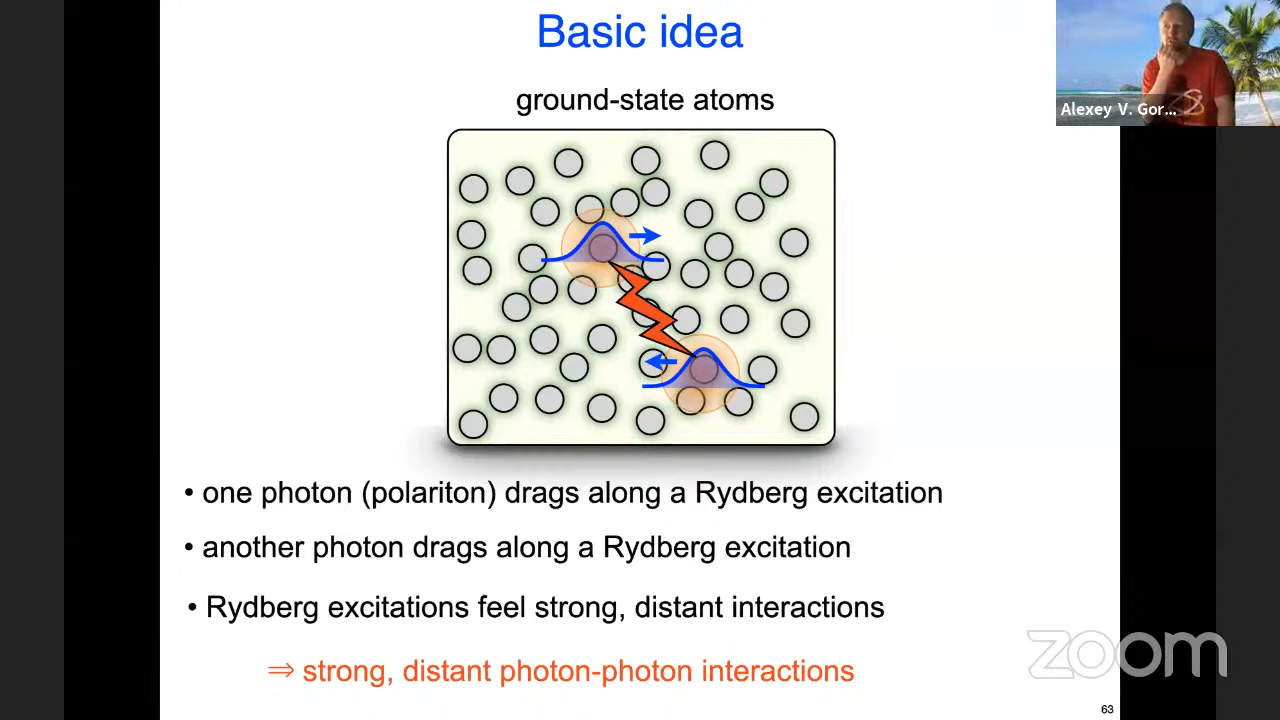 Basic idea
Alexey V. Gor...
ground-state atoms
• one photon (polariton) drags along a Rydberg excitation
• another photon drags along a Rydberg excitation
• Rydberg excitations feel strong, distant interactions
⇒ strong, distant photon-photon interactions
zoom
63